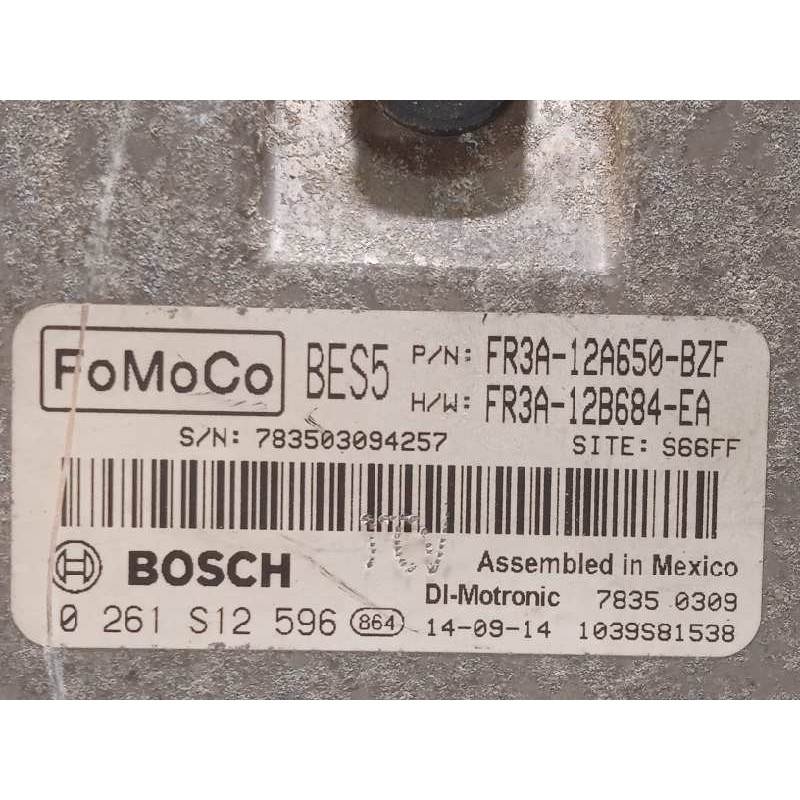 FoMoCo BES5 P/N: FR3A-12A650-BZF
H/W: FR3A-12B684-EA
S/N: 783503094257 SITE: S66FF
TCV
BOSCH Assembled in Mexico
DI-Motronic 7835 0309
0 261 S12 596 864 14-09-14 1039S81538